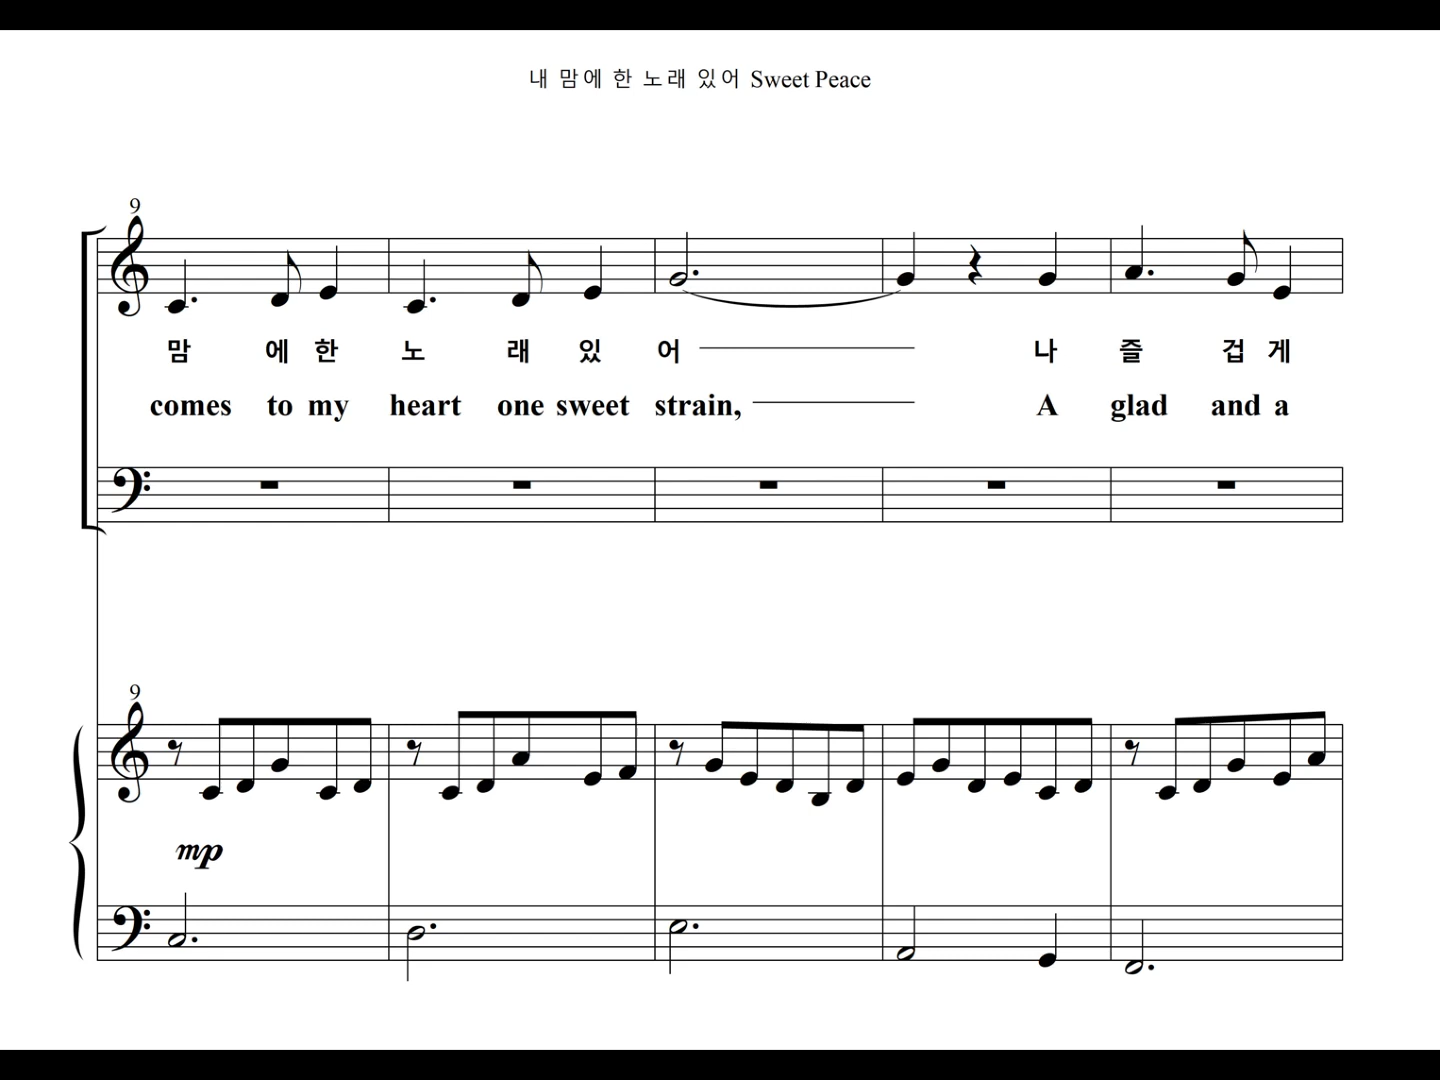 내 맘에 한 노래 있어 Sweet Peace
9
맘 에 한 노 래 있 어 나 즐 겁 게
comes to my heart one sweet strain, A glad and a
9
mp